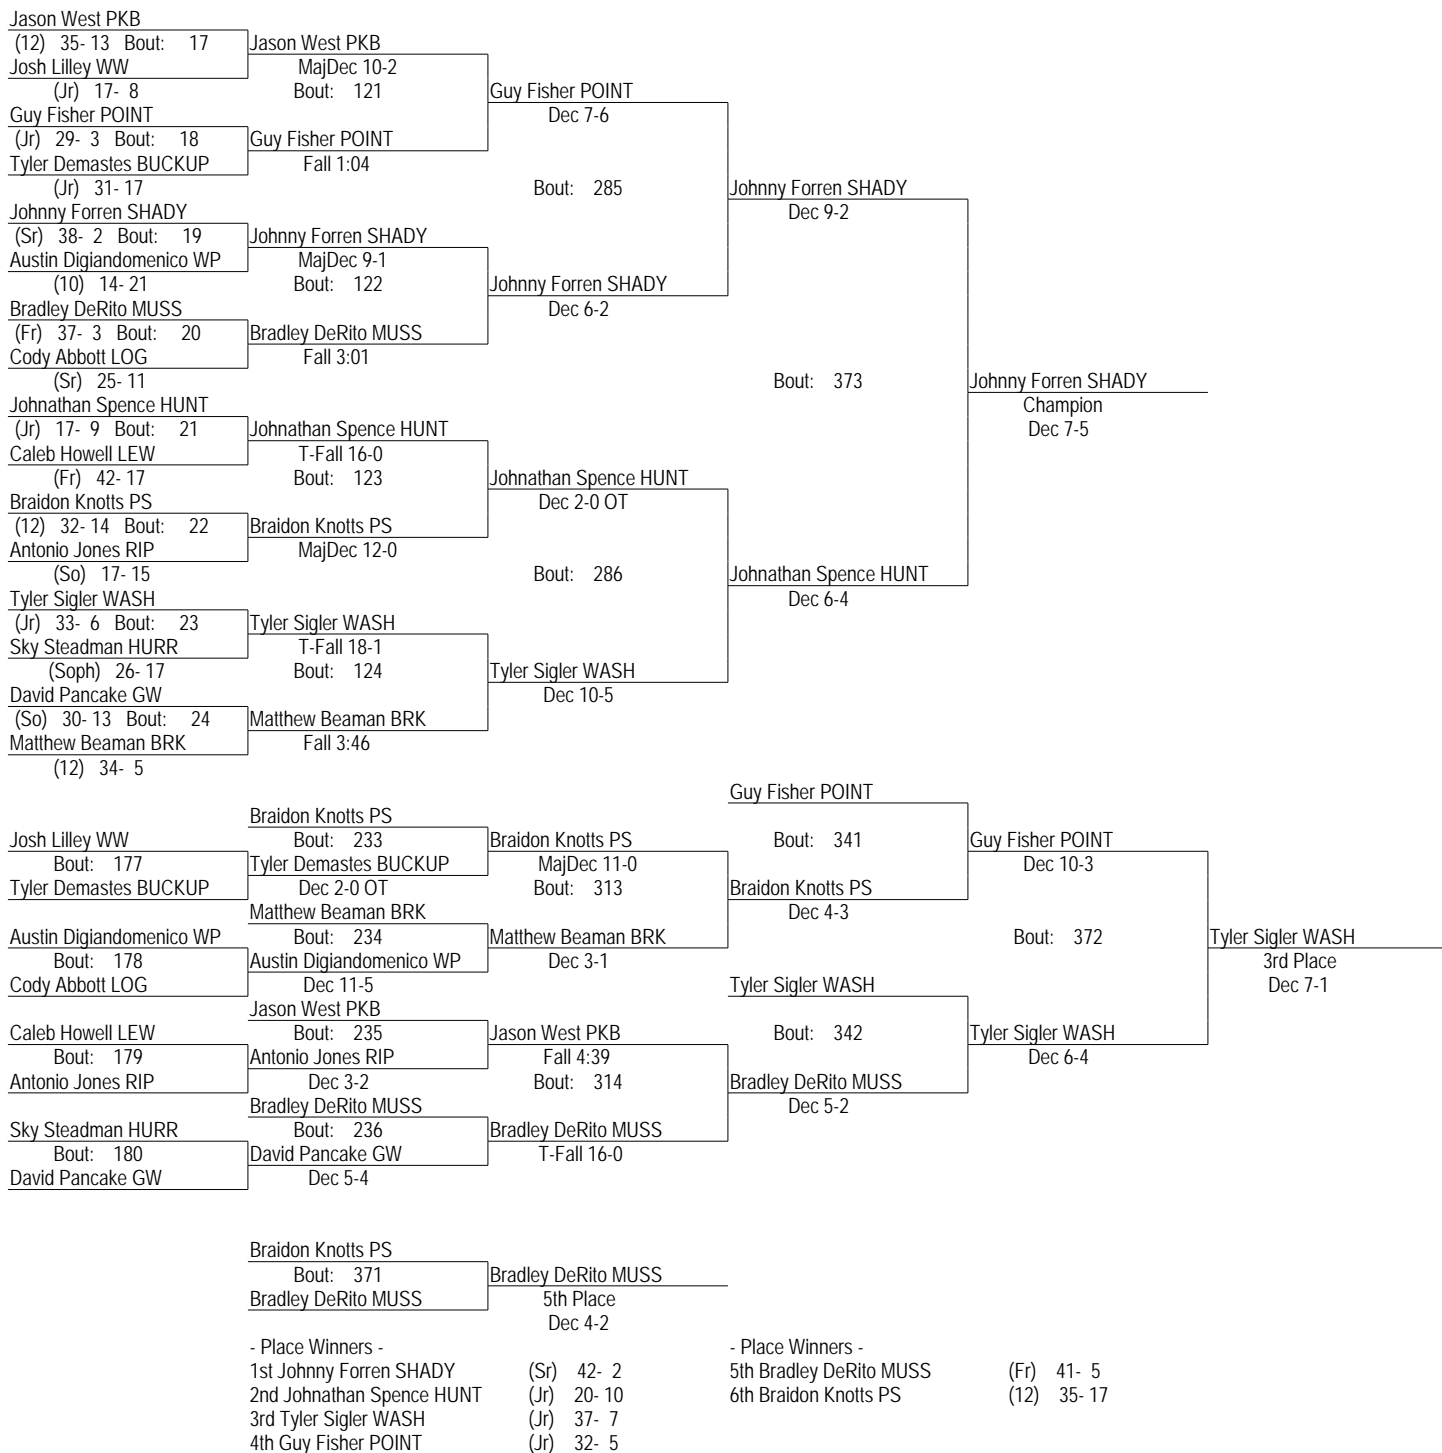 Jason West PKB
(12) 35- 13 Bout: 17 Jason West PKB
Josh Lilley WW MajDec 10-2
(Jr) 17- 8 Bout: 121 Guy Fisher POINT
Guy Fisher POINT Dec 7-6
(Jr) 29- 3 Bout: 18 Guy Fisher POINT
Tyler Demastes BUCKUP Fall 1:04
(Jr) 31- 17 Bout: 285 Johnny Forren SHADY
Johnny Forren SHADY Dec 9-2
(Sr) 38- 2 Bout: 19 Johnny Forren SHADY
Austin Digiandomenico WP MajDec 9-1
(10) 14- 21 Bout: 122 Johnny Forren SHADY
Bradley DeRito MUSS Dec 6-2
(Fr) 37- 3 Bout: 20 Bradley DeRito MUSS
Cody Abbott LOG Fall 3:01
(Sr) 25- 11 Bout: 373 Johnny Forren SHADY
Johnathan Spence HUNT Champion
(Jr) 17- 9 Bout: 21 Johnathan Spence HUNT Dec 7-5
Caleb Howell LEW T-Fall 16-0
(Fr) 42- 17 Bout: 123 Johnathan Spence HUNT
Braidon Knotts PS Dec 2-0 OT
(12) 32- 14 Bout: 22 Braidon Knotts PS
Antonio Jones RIP MajDec 12-0
(So) 17- 15 Bout: 286 Johnathan Spence HUNT
Tyler Sigler WASH Dec 6-4
(Jr) 33- 6 Bout: 23 Tyler Sigler WASH
Sky Steadman HURR T-Fall 18-1
(Soph) 26- 17 Bout: 124 Tyler Sigler WASH
David Pancake GW Dec 10-5
(So) 30- 13 Bout: 24 Matthew Beaman BRK
Matthew Beaman BRK Fall 3:46
(12) 34- 5
Guy Fisher POINT
Braidon Knotts PS
Josh Lilley WW Bout: 233 Braidon Knotts PS Bout: 341 Guy Fisher POINT
Bout: 177 Tyler Demastes BUCKUP MajDec 11-0 Dec 10-3
Tyler Demastes BUCKUP Dec 2-0 OT Bout: 313 Braidon Knotts PS
Matthew Beaman BRK Dec 4-3
Austin Digiandomenico WP Bout: 234 Matthew Beaman BRK Bout: 372 Tyler Sigler WASH
Bout: 178 Austin Digiandomenico WP Dec 3-1 3rd Place
Cody Abbott LOG Dec 11-5 Tyler Sigler WASH Dec 7-1
Jason West PKB
Caleb Howell LEW Bout: 235 Jason West PKB Bout: 342 Tyler Sigler WASH
Bout: 179 Antonio Jones RIP Fall 4:39 Dec 6-4
Antonio Jones RIP Dec 3-2 Bout: 314 Bradley DeRito MUSS
Bradley DeRito MUSS Dec 5-2
Sky Steadman HURR Bout: 236 Bradley DeRito MUSS
Bout: 180 David Pancake GW T-Fall 16-0
David Pancake GW Dec 5-4
Braidon Knotts PS
Bout: 371 Bradley DeRito MUSS
Bradley DeRito MUSS 5th Place
Dec 4-2
- Place Winners - - Place Winners -
1st Johnny Forren SHADY (Sr) 42- 2 5th Bradley DeRito MUSS (Fr) 41- 5
2nd Johnathan Spence HUNT (Jr) 20- 10 6th Braidon Knotts PS (12) 35- 17
3rd Tyler Sigler WASH (Jr) 37- 7
4th Guy Fisher POINT (Jr) 32- 5